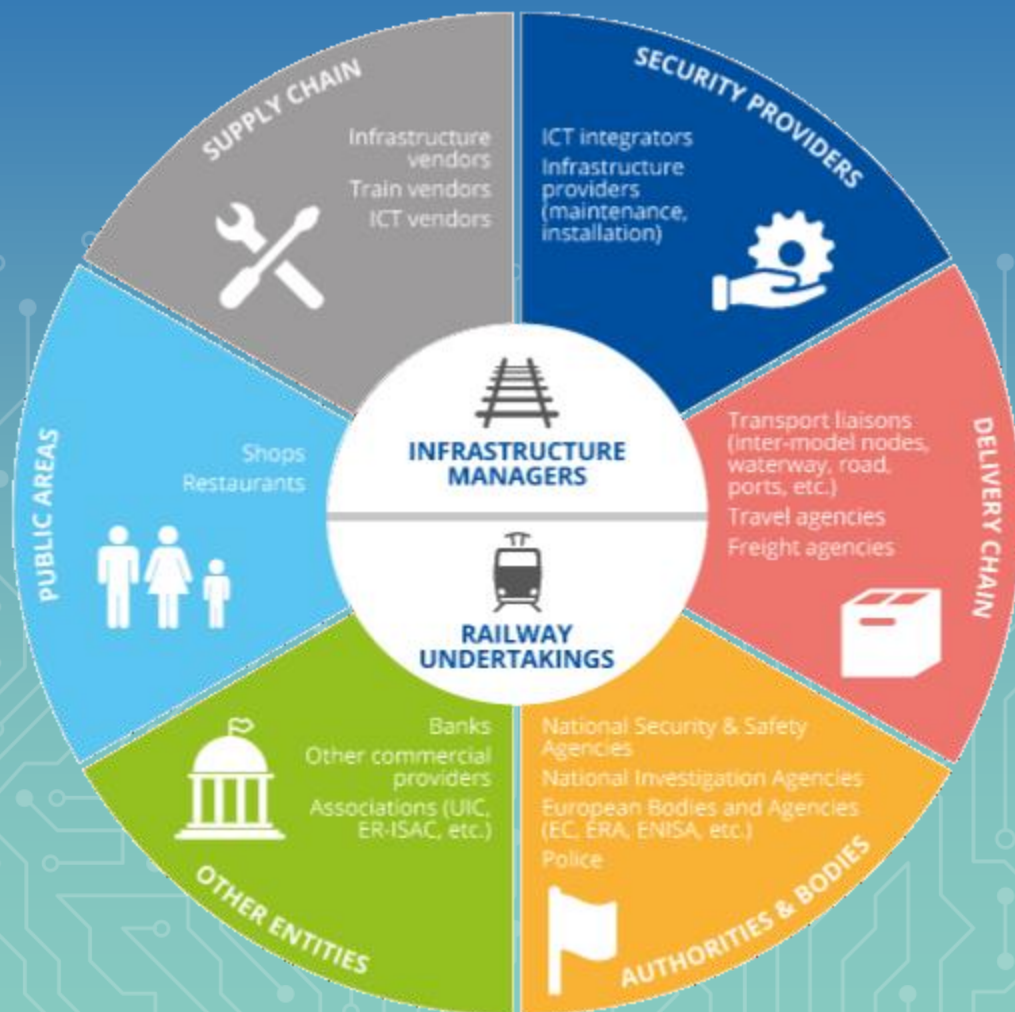 SUPPLY CHAIN
Infrastructure
vendors
Train vendors
ICT vendors
SECURITY PROVIDERS
ICT integrators
Infrastructure
providers
(maintenance,
installation)
PUBLIC AREAS
Shops
Restaurants
INFRASTRUCTURE
MANAGERS
RAILWAY
UNDERTAKINGS
Transport liaisons
(inter-model nodes,
waterway, road,
ports, etc.)
Travel agencies
Freight agencies
DELIVERY CHAIN
Banks
Other commercial
providers
Associations (UIC,
ER-ISAC, etc.)
OTHER ENTITIES
National Security & Safety
Agencies
National Investigation Agencies
European Bodies and Agencies
(EC, ERA, ENISA, etc.)
Police
AUTHORITIES & BODIES